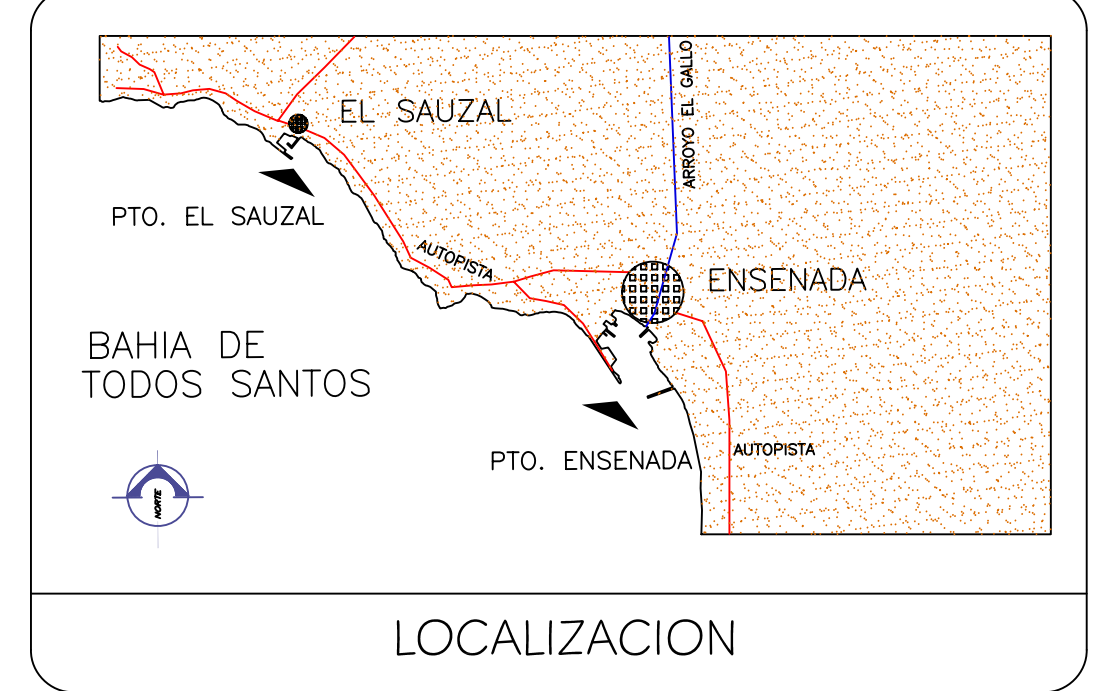 ARROYO EL GALLO
EL SAUZAL
PTO. EL SAUZAL
AUTOPISTA
ENSENADA
BAHIA DE
TODOS SANTOS
AUTOPISTA
PTO. ENSENADA
NORTE
LOCALIZACION